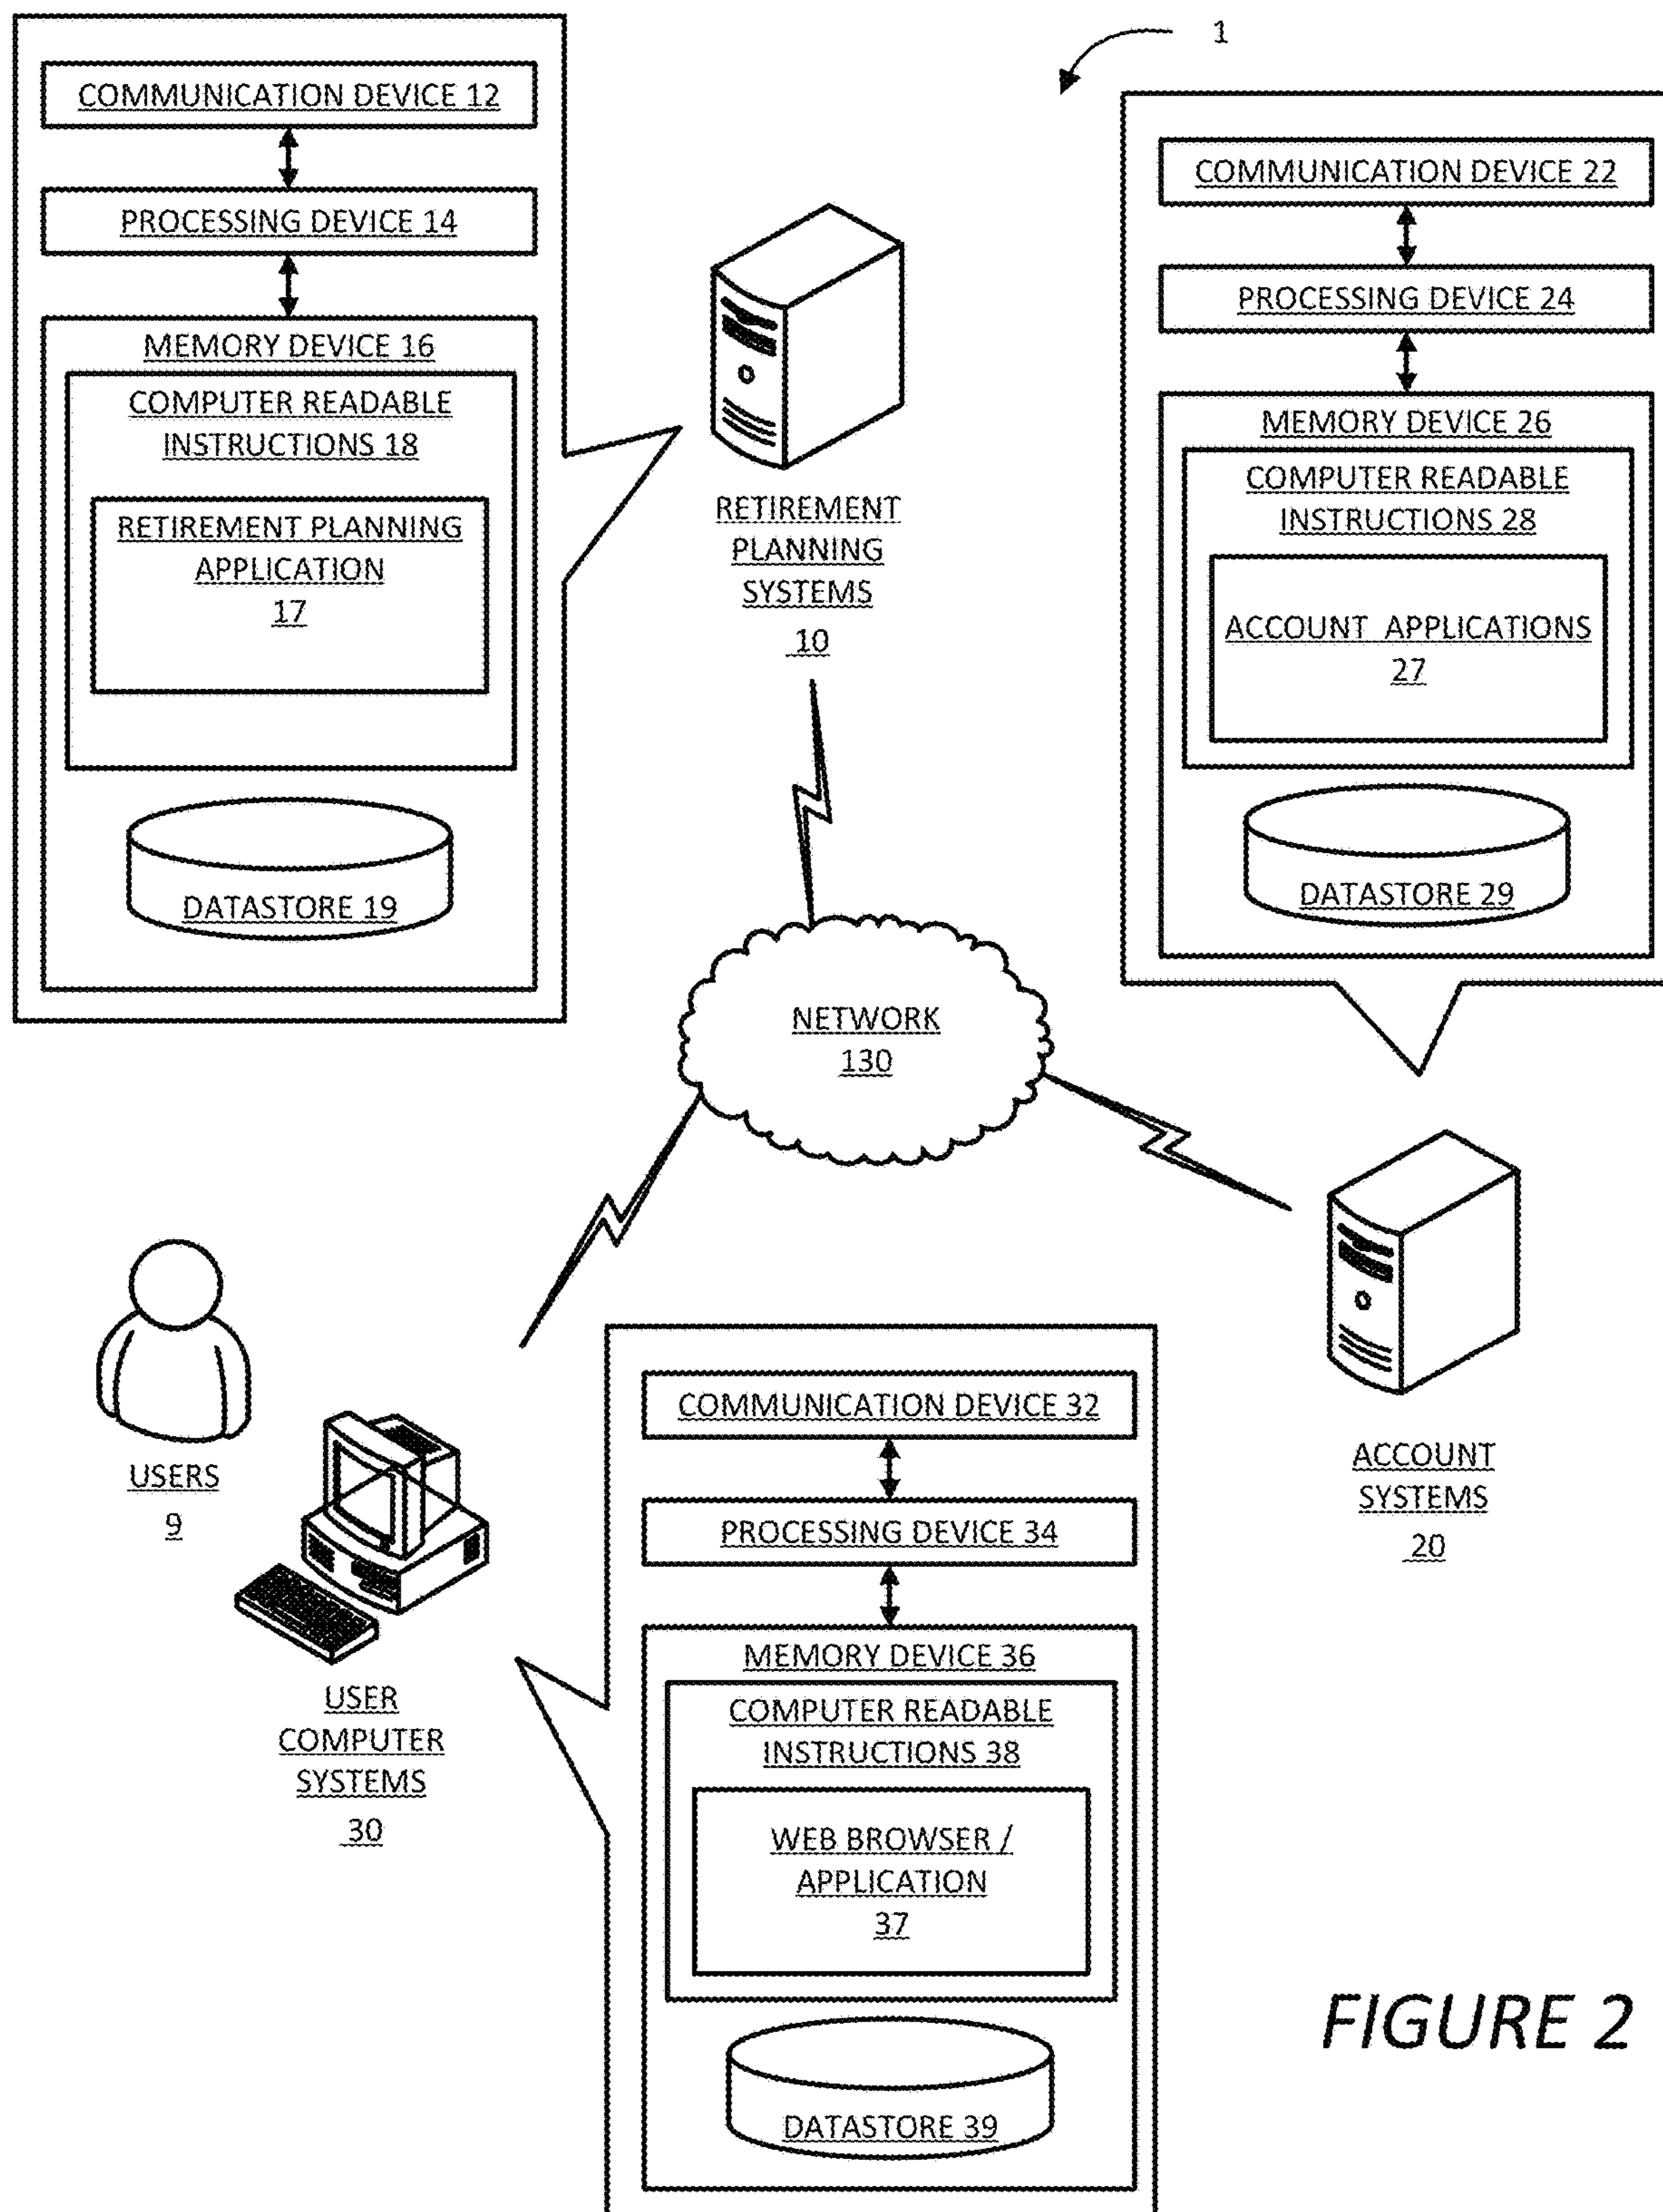 1
COMMUNICATION DEVICE 12
PROCESSING DEVICE 14
MEMORY DEVICE 16
COMPUTER READABLE
INSTRUCTIONS 18
RETIREMENT PLANNING
APPLICATION
17
DATASTORE 19
RETIREMENT
PLANNING
SYSTEMS
10
COMMUNICATION DEVICE 22
PROCESSING DEVICE 24
MEMORY DEVICE 26
COMPUTER READABLE
INSTRUCTIONS 28
ACCOUNT APPLICATIONS
27
DATASTORE 29
NETWORK
130
USERS
9
USER
COMPUTER
SYSTEMS
30
COMMUNICATION DEVICE 32
PROCESSING DEVICE 34
MEMORY DEVICE 36
COMPUTER READABLE
INSTRUCTIONS 38
WEB BROWSER /
APPLICATION
37
DATASTORE 39
ACCOUNT
SYSTEMS
20
FIGURE 2